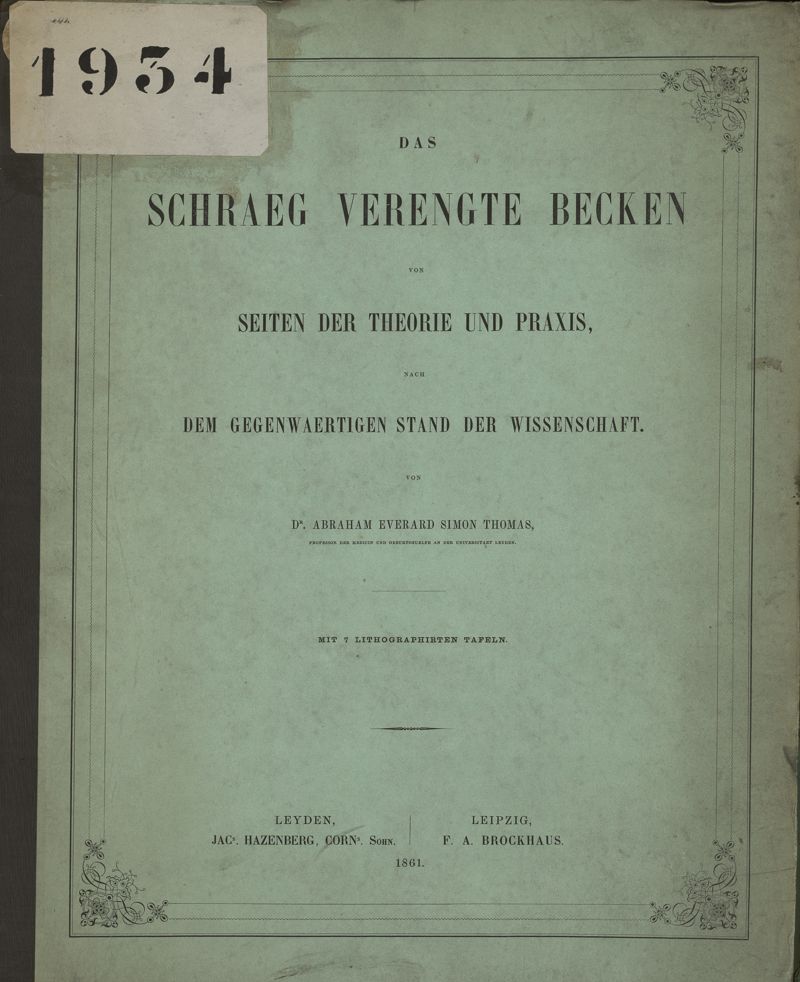 1934
DAS
SCHRAEG VERENGTE BECKEN
VON
SEITEN DER THEORIE UND PRAXIS,
NACH
DEM GEGENWAERTIGEN STAND DER WISSENSCHAFT.
VON
DR. ABRAHAM EVERARD SIMON THOMAS,
PROFESSOR DER MEDICIN UND GEBURTSHUELFE AN DER UNIVERSITAET LEYDEN.
MIT 7 LITHOGRAPHIRTEN TAFELN.
LEYDEN,
JACS. HAZENBERG, CORNS. SOHN.
LEIPZIG,
F. A. BROCKHAUS.
1861.